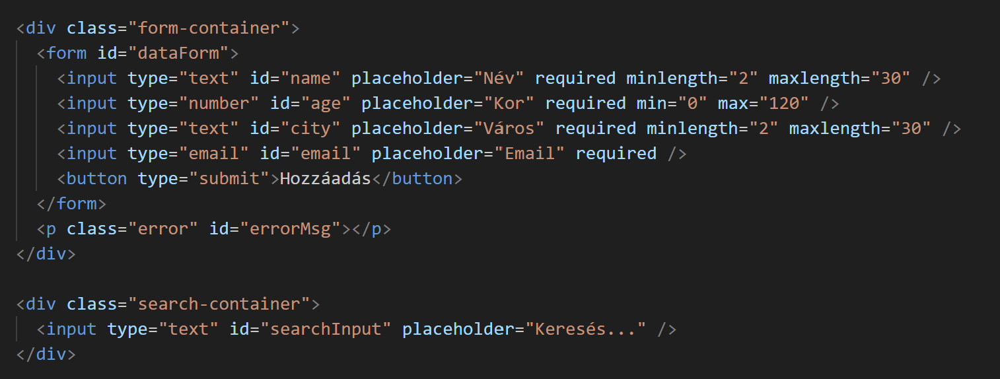 <div class="form-container">
<form id="dataForm">
<input type="text" id="name" placeholder="Név" required minlength="2" maxlength="30" />
<input type="number" id="age" placeholder="Kor" required min="0" max="120" />
<input type="text" id="city" placeholder="Város" required minlength="2" maxlength="30" />
<input type="email" id="email" placeholder="Email" required />
<button type="submit">Hozzáadás</button>
</form>
<p class="error" id="errorMsg"></p>
</div>
<div class="search-container">
<input type="text" id="searchInput" placeholder="Keresés..." />
</div>